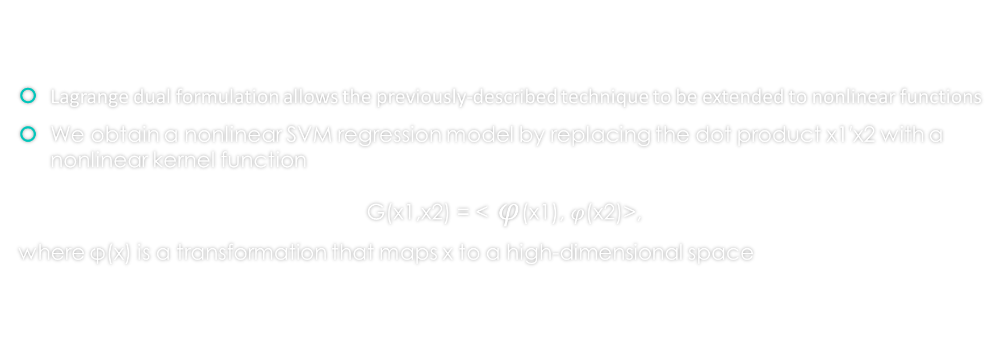 Lagrange dual formulation allows the previously-described technique to be extended to nonlinear functions
We obtain a nonlinear SVM regression model by replacing the dot product x1′x2 with a
nonlinear kernel function
G(x1,x2) = < 𝜑(x1), 𝜑(x2)>,
where φ(x) is a transformation that maps x to a high-dimensional space